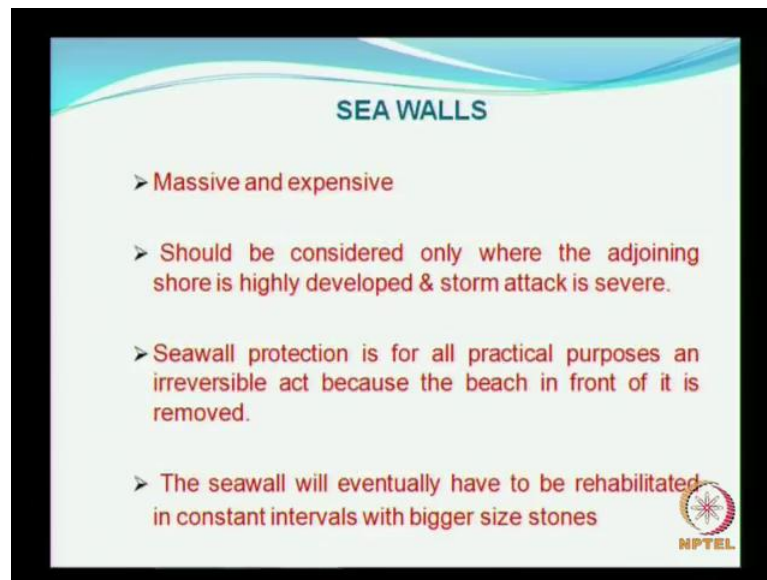 SEA WALLS
➢ Massive and expensive
➢ Should be considered only where the adjoining
shore is highly developed & storm attack is severe.
➢ Seawall protection is for all practical purposes an
irreversible act because the beach in front of it is
removed.
➢ The seawall will eventually have to be rehabilitated
in constant intervals with bigger size stones
NPTEL